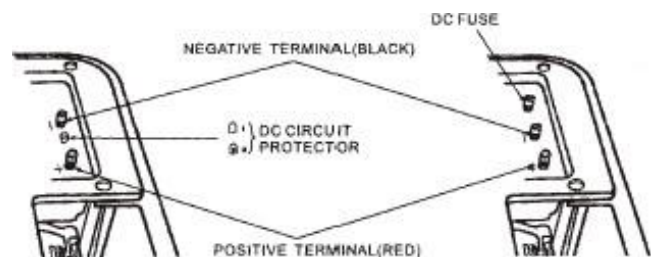 DC FUSE
NEGATIVE TERMINAL(BLACK)
DC CIRCUIT
PROTECTOR
POSITIVE TERMINAL(RED)